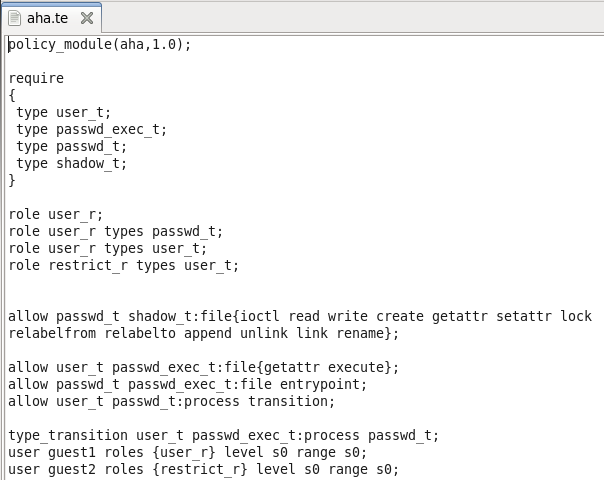 aha.te
policy_module(aha,1.0);
require
{
type user_t;
type passwd_exec_t;
type passwd_t;
type shadow_t;
}
role user_r;
role user_r types passwd_t;
role user_r types user_t;
role restrict_r types user_t;
allow passwd_t shadow_t:file{ioctl read write create getattr setattr lock
relabelfrom relabelto append unlink link rename};
allow user_t passwd_exec_t:file{getattr execute};
allow passwd_t passwd_exec_t:file entrypoint;
allow user_t passwd_t:process transition;
type_transition user_t passwd_exec_t:process passwd_t;
user guest1 roles {user_r} level s0 range s0;
user guest2 roles {restrict_r} level s0 range s0;